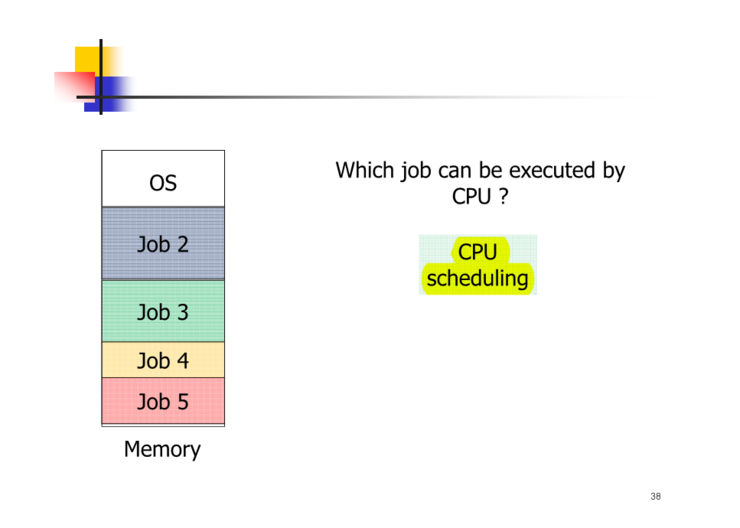 OS
Job 2
Job 3
Job 4
Job 5
Memory
Which job can be executed by
CPU ?
CPU
scheduling
38